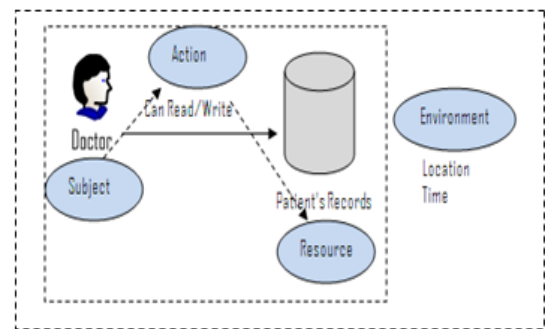 Action
Can Read/Write
Doctor
Subject
Patient's Records
Resource
Environment
Location
Time